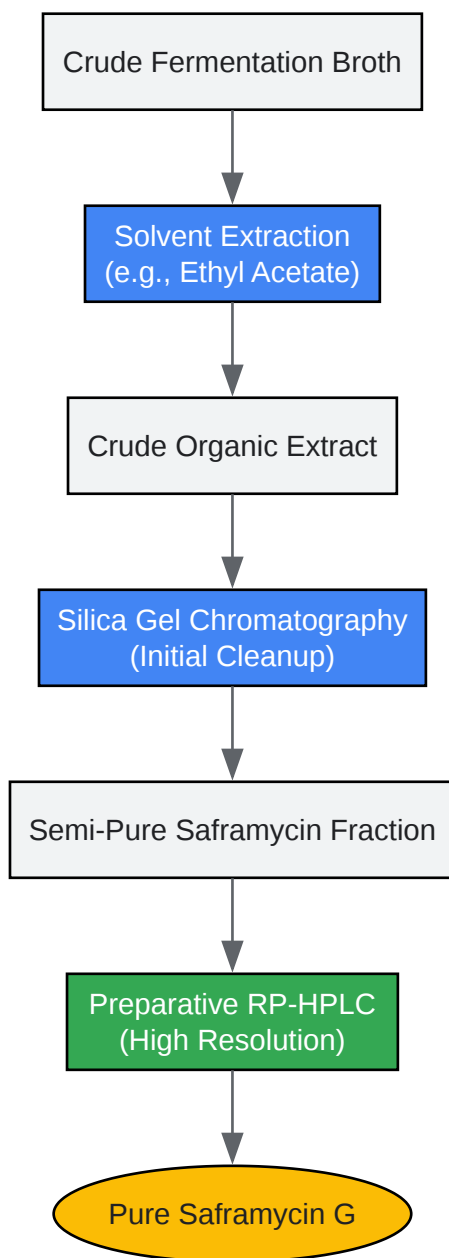 Crude Fermentation Broth
Solvent Extraction
(e.g., Ethyl Acetate)
Crude Organic Extract
Silica Gel Chromatography
(Initial Cleanup)
Semi-Pure Saframycin Fraction
Preparative RP-HPLC
(High Resolution)
Pure Saframycin G